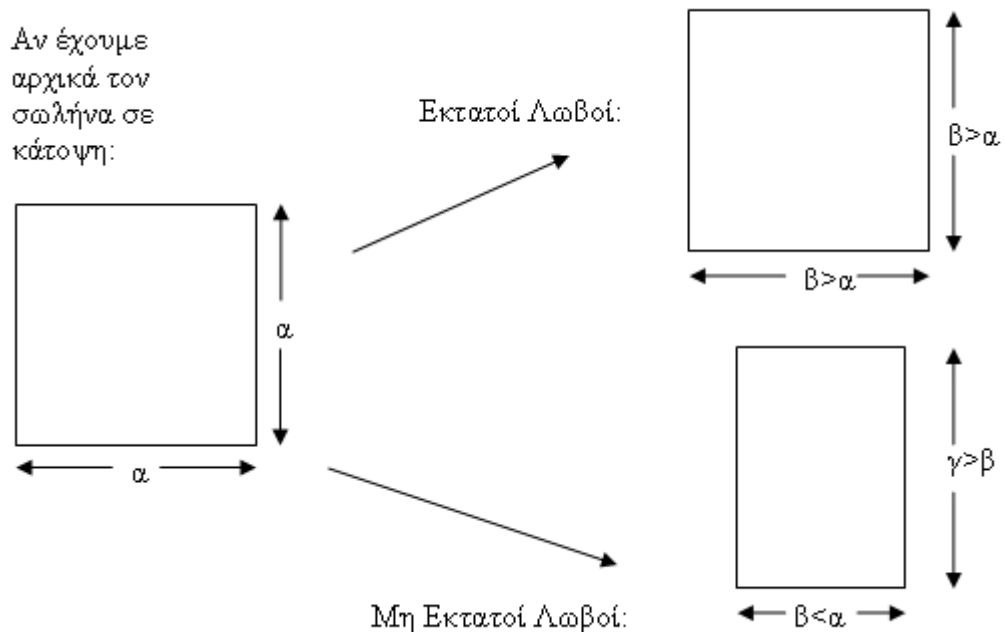 Αν έχουμε
αρχικά τον
σωλήνα σε
κάτοψη:
α
α
Εκτατοί Λωβοί:
β>α
β>α
Μη Εκτατοί Λωβοί:
γ>β
β<α